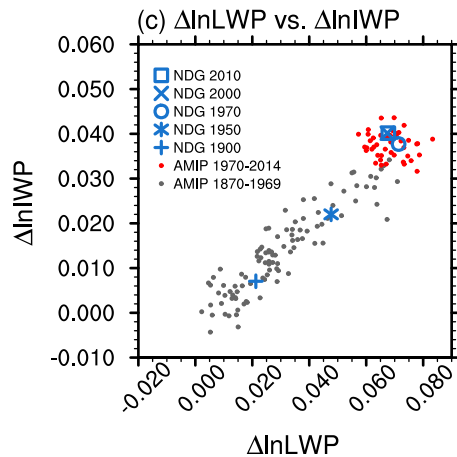 (c) ΔlnLWP vs. ΔlnIWP
0.060
0.050
0.040
0.030
0.020
0.010
0.000
-0.010
ΔlnIWP
NDG 2010
NDG 2000
NDG 1970
NDG 1950
NDG 1900
AMIP 1970-2014
AMIP 1870-1969
-0.020
0.000
0.020
0.040
0.060
0.080
ΔlnLWP